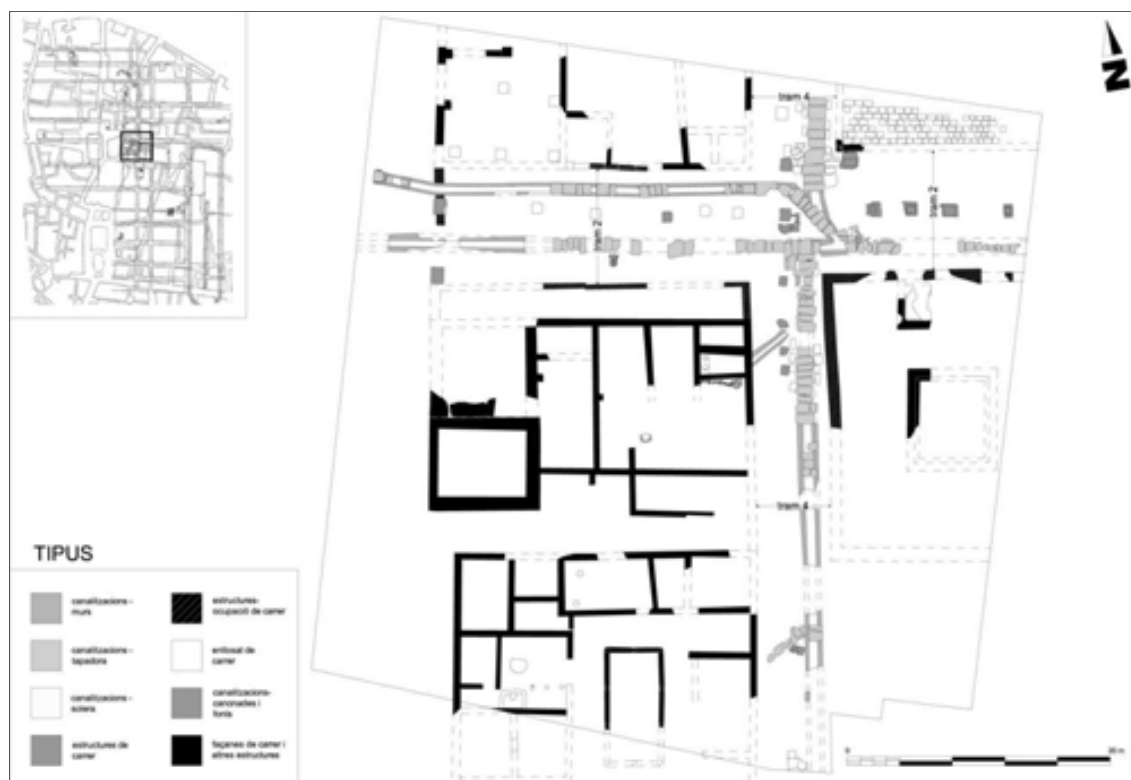 N
tram 4
tram 2
tram 2
tram 4
TIPUS
canalitzacions -
murs
canalitzacions -
tapadora
canalitzacions -
solera
estructures de
carrer
estructures-
ocupació de carrer
enllosat de
carrer
canalitzacions-
canonades i
fonts
façanes de carrer i
altres estructures
0
20 m